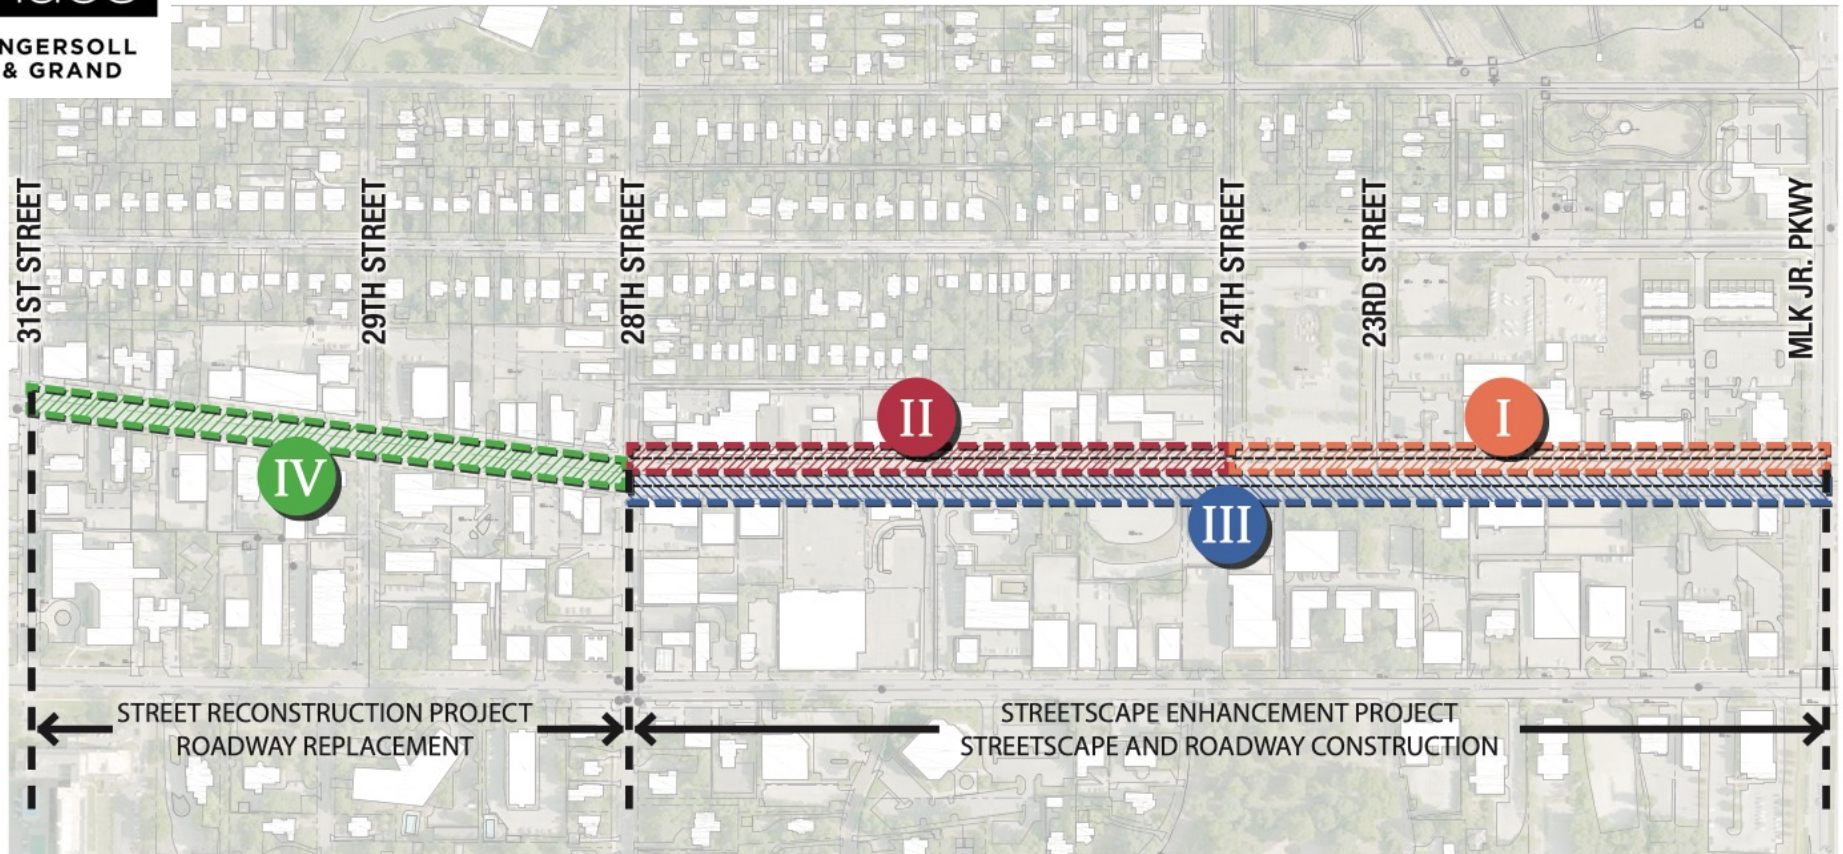 NGERSOLL
& GRAND
31ST STREET
29TH STREET
28TH STREET
24TH STREET
23RD STREET
MLK JR. PKWY
II
I
IV
III
STREET RECONSTRUCTION PROJECT
ROADWAY REPLACEMENT
STREETSCAPE ENHANCEMENT PROJECT
STREETSCAPE AND ROADWAY CONSTRUCTION